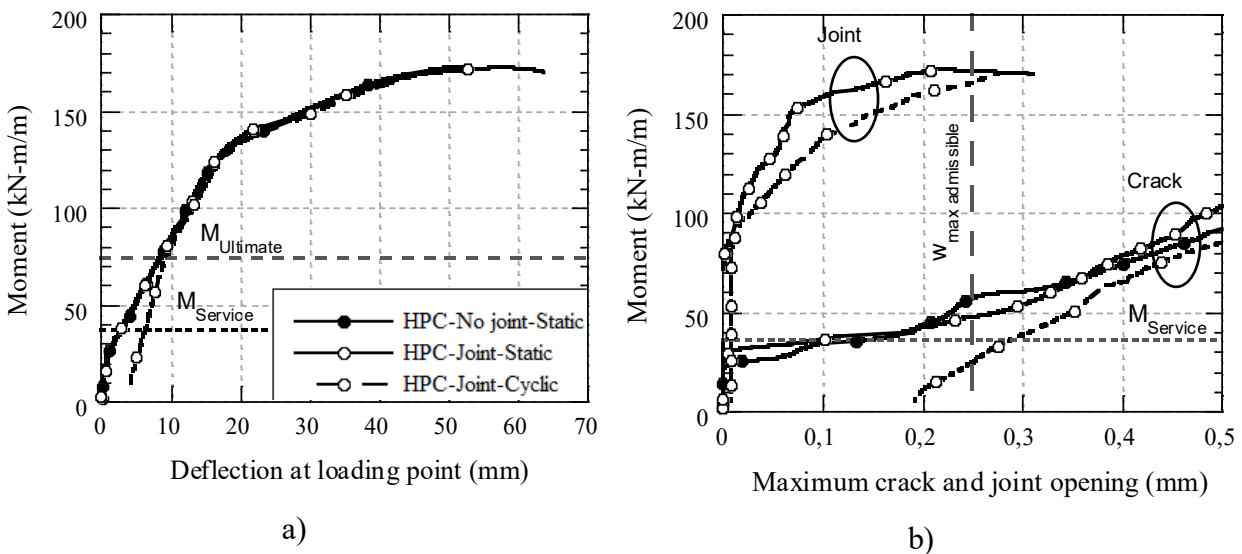 200
150
100
50
0
Moment (kN-m/m)
M Ultimate
M Service
HPC-No joint-Static
HPC-Joint-Static
HPC-Joint-Cyclic
0 10 20 30 40 50 60 70
Deflection at loading point (mm)
a)
200
150
100
50
0
Moment (kN-m/m)
Joint
w max admissible
Crack
M Service
0 0,1 0,2 0,3 0,4 0,5
Maximum crack and joint opening (mm)
b)